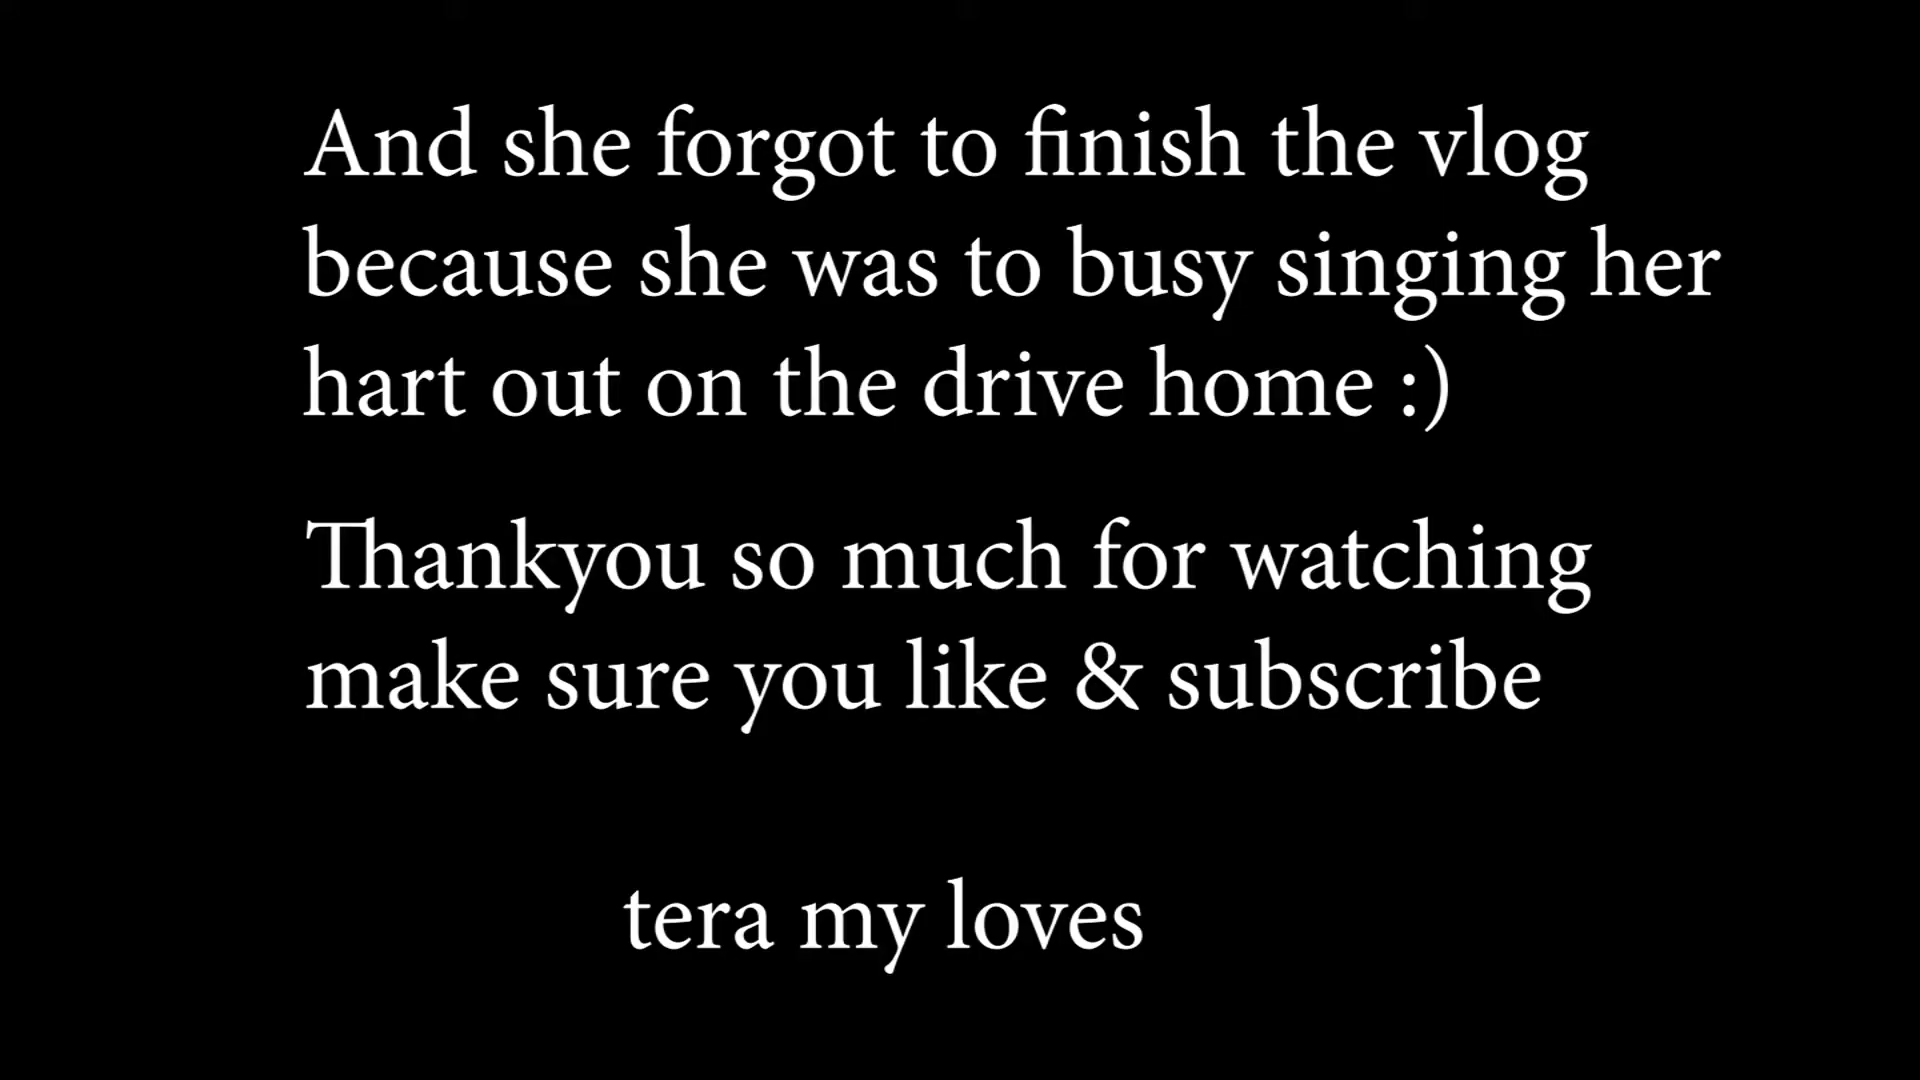 And she forgot to finish the vlog
because she was to busy singing her
hart out on the drive home :)
Thankyou so much for watching
make sure you like & subscribe
tera my loves